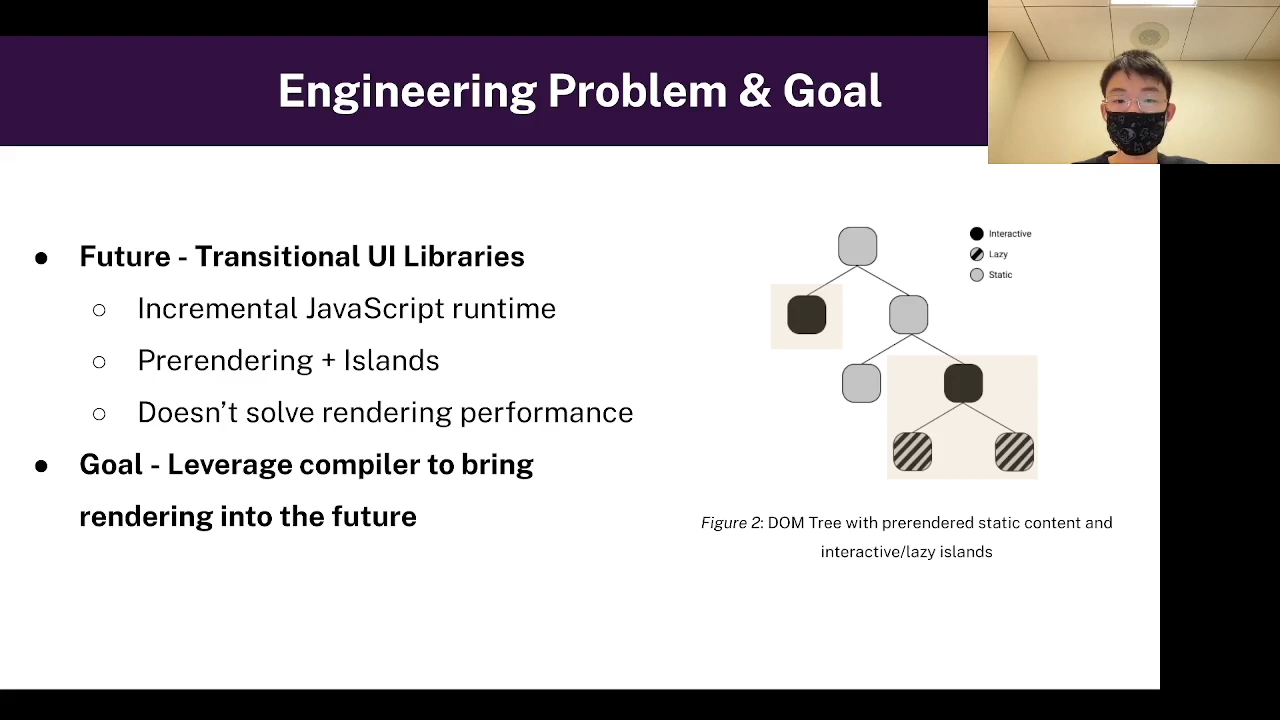 Engineering Problem & Goal
● Future - Transitional UI Libraries
○ Incremental JavaScript runtime
○ Prerendering + Islands
○ Doesn’t solve rendering performance
● Goal - Leverage compiler to bring
rendering into the future
Interactive
Lazy
Static
Figure 2: DOM Tree with prerendered static content and
interactive/lazy islands